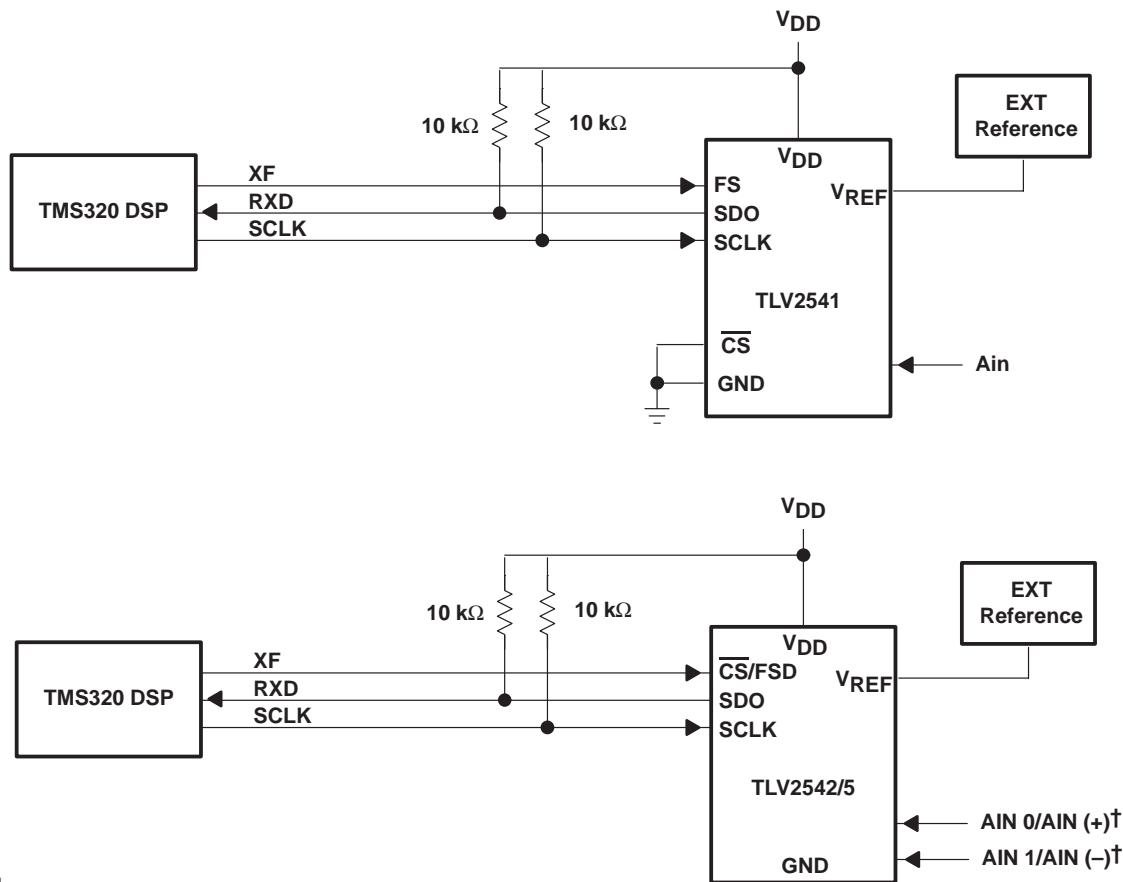 VDD
EXT
Reference
10 kΩ
10 kΩ
VDD
VREF
XF
FS
TMS320 DSP
RXD
SDO
SCLK
SCLK
TLV2541
CS
Ain
GND
VDD
EXT
Reference
10 kΩ
10 kΩ
VDD
VREF
XF
CS/FSD
TMS320 DSP
RXD
SDO
SCLK
SCLK
TLV2542/5
AIN 0/AIN (+)†
AIN 1/AIN (–)†
GND